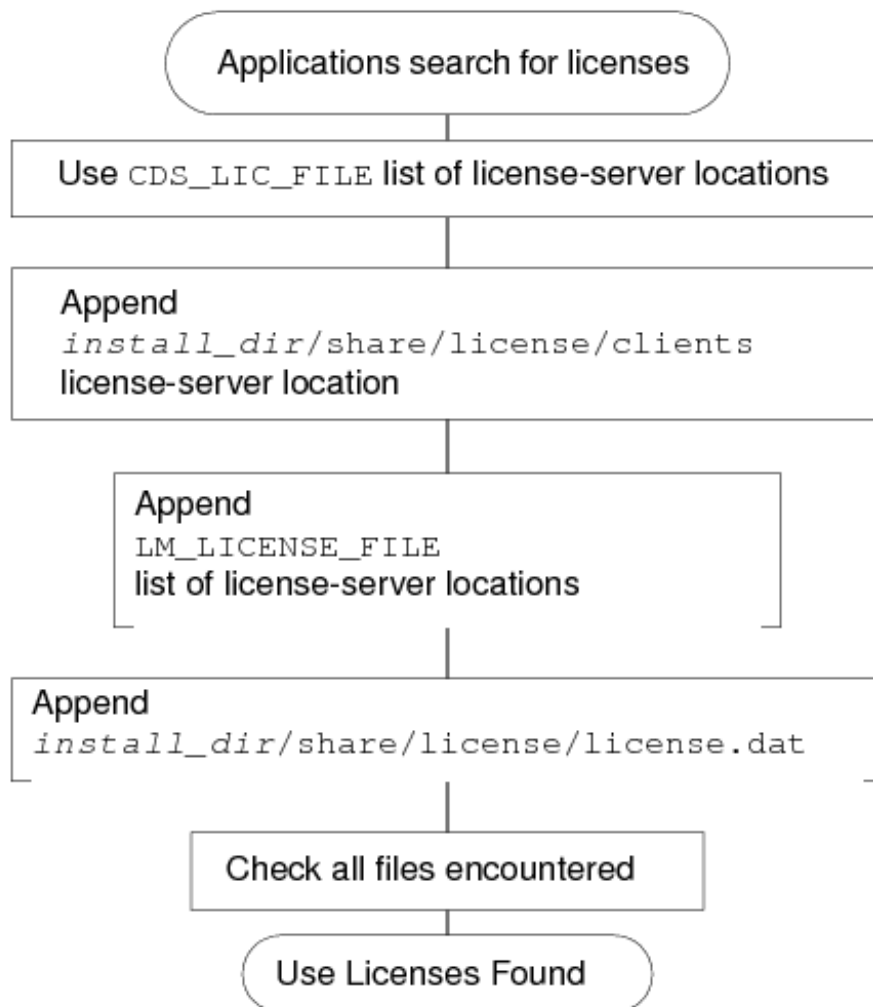 Applications search for licenses
Use CDS_LIC_FILE list of license-server locations
Append
install_dir/share/license/clients
license-server location
Append
LM_LICENSE_FILE
list of license-server locations
Append
install_dir/share/license/license.dat
Check all files encountered
Use Licenses Found